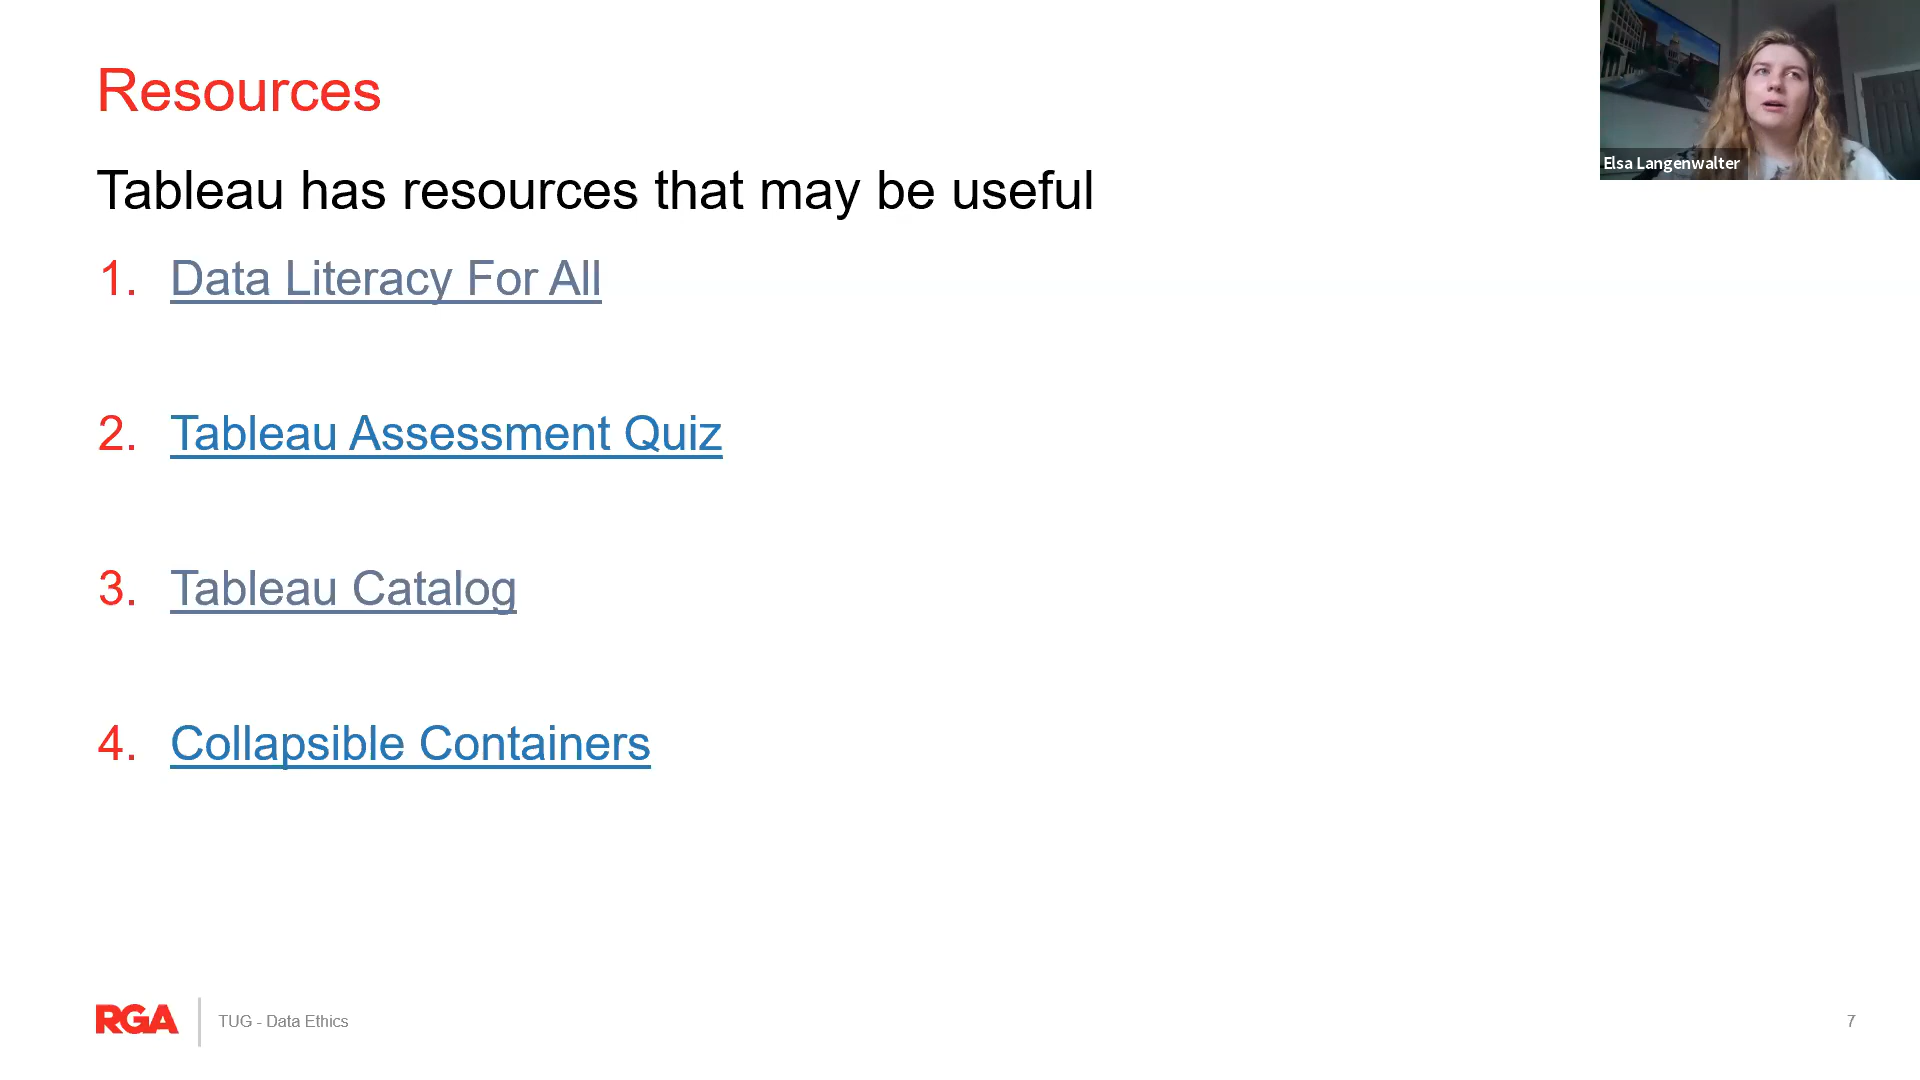 Resources
Elsa Langenwalter
Tableau has resources that may be useful
1. Data Literacy For All
2. Tableau Assessment Quiz
3. Tableau Catalog
4. Collapsible Containers
RGA
TUG - Data Ethics
7